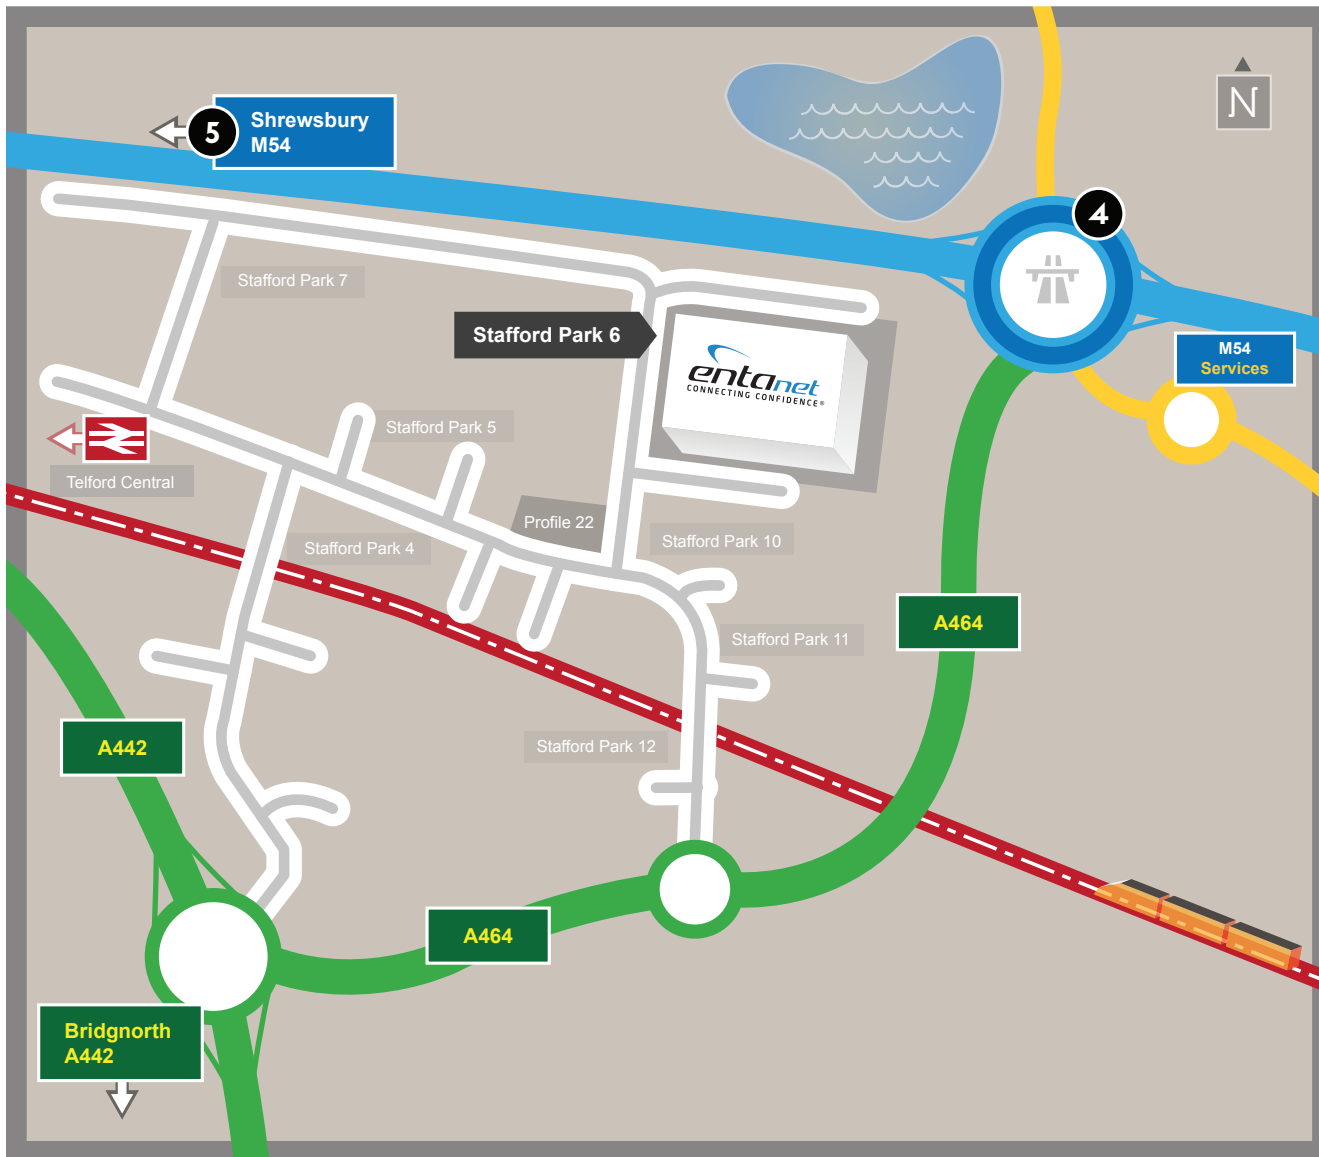 5
Shrewsbury
M54
N
4
Stafford Park 7
Stafford Park 6
M54
Services
entanet
CONNECTING CONFIDENCE®
Stafford Park 5
Telford Central
Profile 22
Stafford Park 4
Stafford Park 10
A464
Stafford Park 11
A442
Stafford Park 12
A464
Bridgnorth
A442